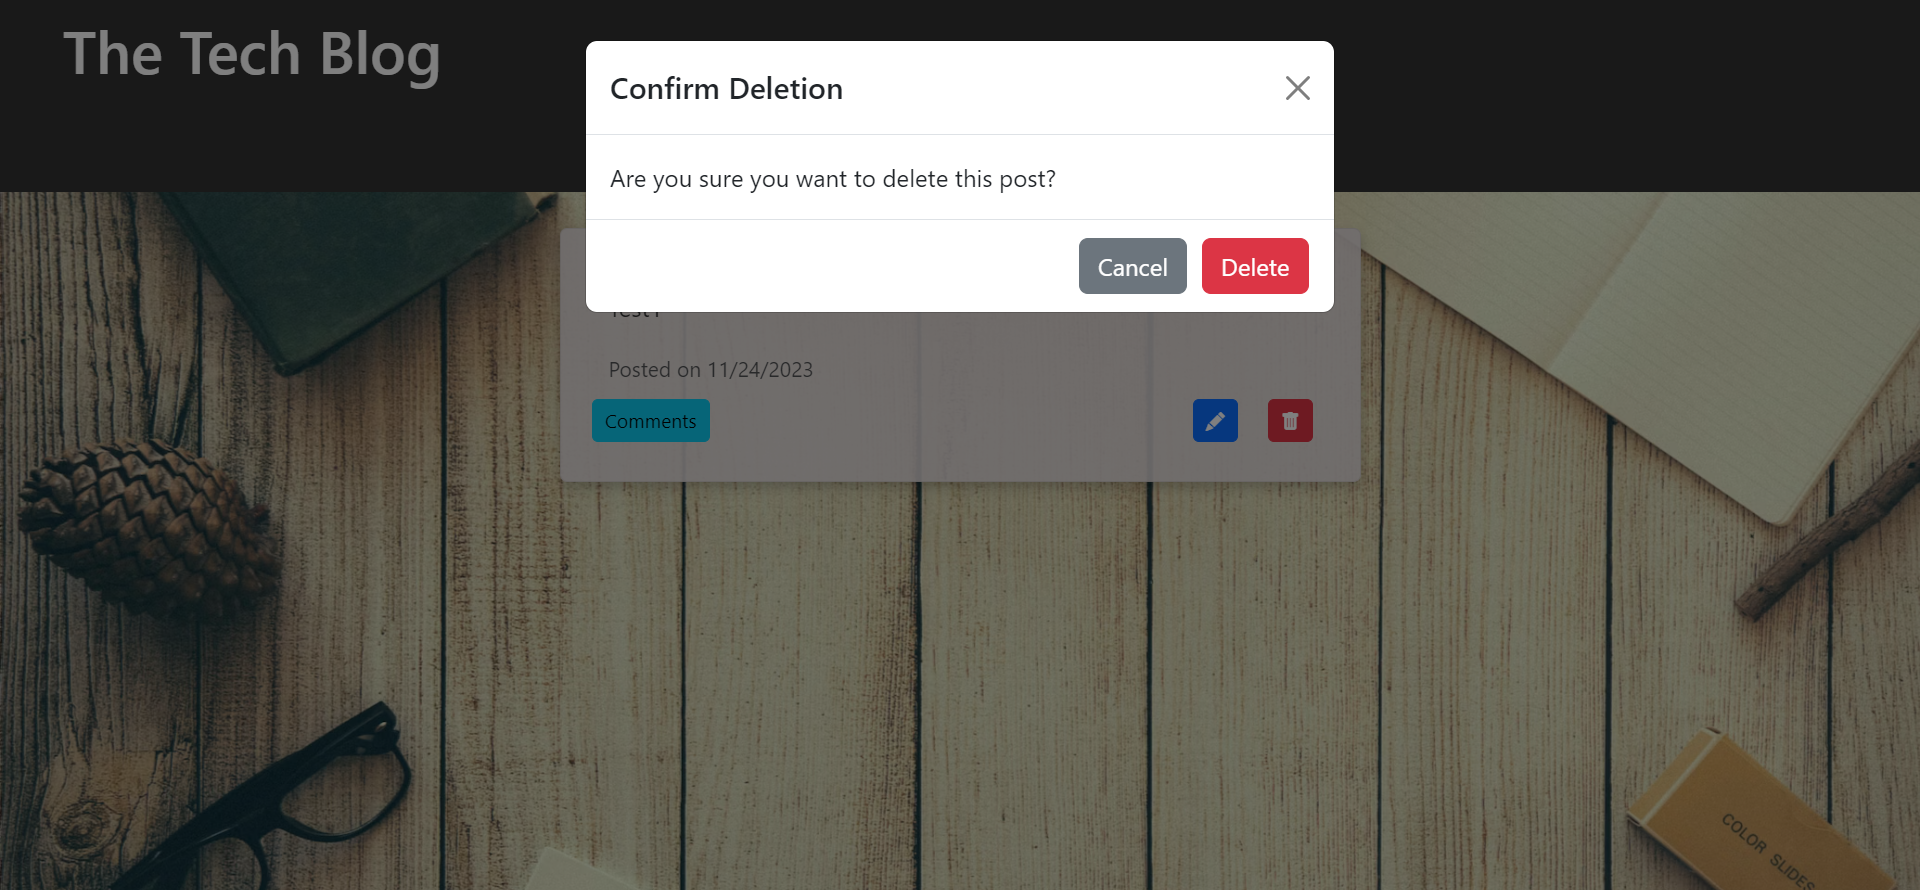 The Tech Blog
Confirm Deletion
Are you sure you want to delete this post?
Cancel Delete
Posted on 11/24/2023
Comments
COLOR SLIDES